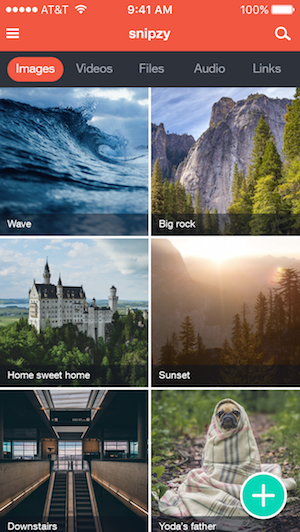 AT&T 9:41 AM 100%
snipzy
Images Videos Files Audio Links
Wave Big rock
Home sweet home Sunset
Downstairs Yoda's father